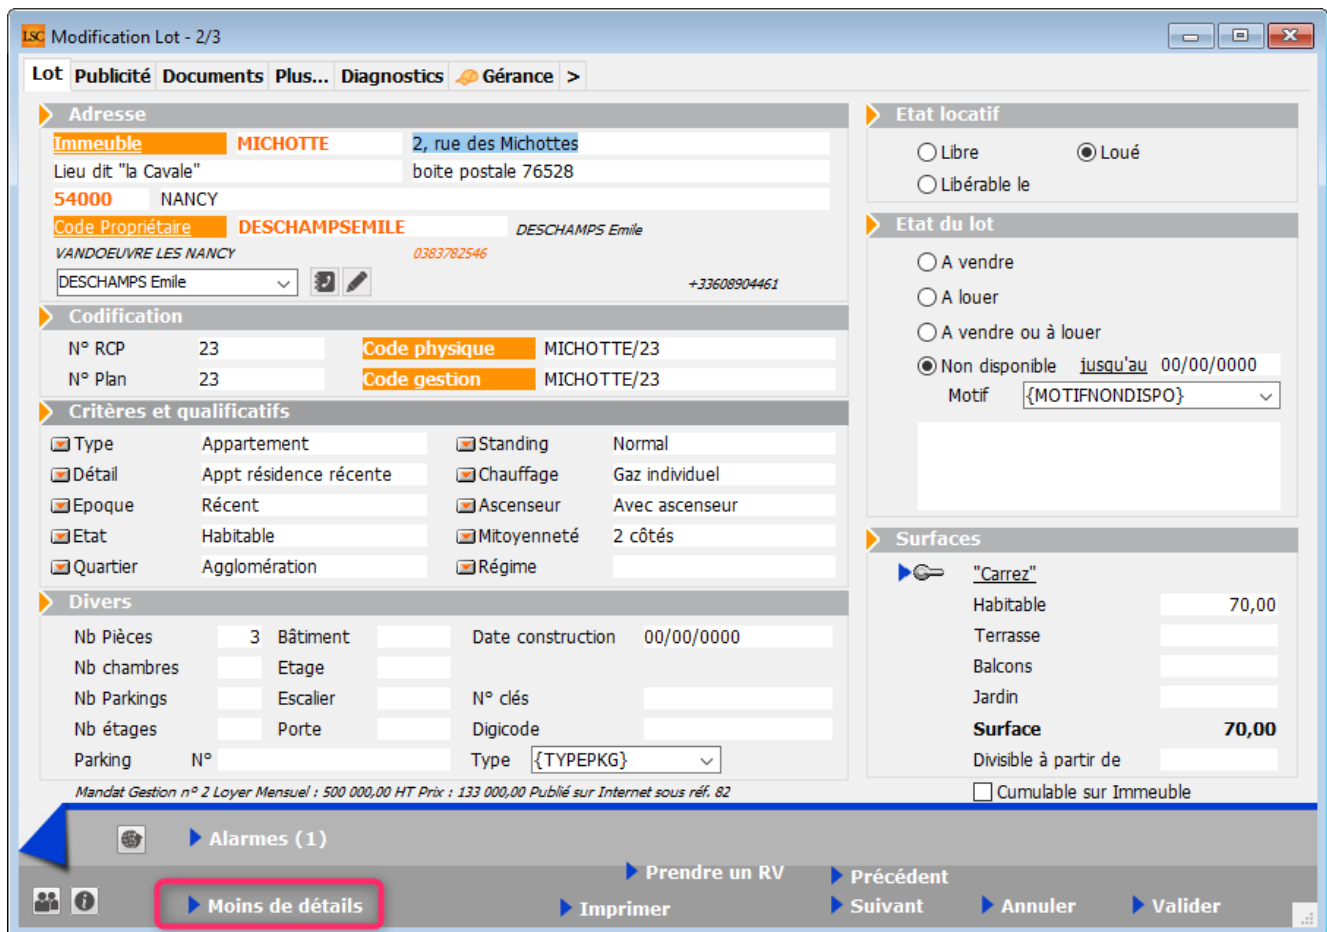 LSC Modification Lot - 2/3
Lot Publicité Documents Plus... Diagnostics Gérance >
Adresse
Immeuble MICHOTTE 2, rue des Michottes
Lieu dit "la Cavale" boite postale 76528
54000 NANCY
Code Propriétaire DESCHAMPSEMILE DESCHAMPS Emile
VANDOEUVRE LES NANCY 0383782546
DESCHAMPS Emile +33608904461
Codification
N° RCP 23 Code physique MICHOTTE/23
N° Plan 23 Code gestion MICHOTTE/23
Critères et qualificatifs
Type Appartement Standing Normal
Détail Appt résidence récente Chauffage Gaz individuel
Epoque Récent Ascenseur Avec ascenseur
Etat Habitable Mitoyenneté 2 côtés
Quartier Agglomération Régime
Divers
Nb Pièces 3 Bâtiment Date construction 00/00/0000
Nb chambres Etage
Nb Parkings Escalier N° clés
Nb étages Porte Digicode
Parking N° Type {TYPEPKG}
Mandat Gestion n° 2 Loyer Mensuel : 500 000,00 HT Prix : 133 000,00 Publié sur Internet sous réf. 82
Etat locatif
Libre Loué
Libérable le
Etat du lot
A vendre
A louer
A vendre ou à louer
Non disponible jusqu'au 00/00/0000
Motif {MOTIFNONDISPO}
Surfaces
"Carrez"
Habitable 70,00
Terrasse
Balcons
Jardin
Surface 70,00
Divisible à partir de
Cumulable sur Immeuble
Alarmes (1)
Prendre un RV Précédent
Moins de détails Imprimer Suivant Annuler Valider